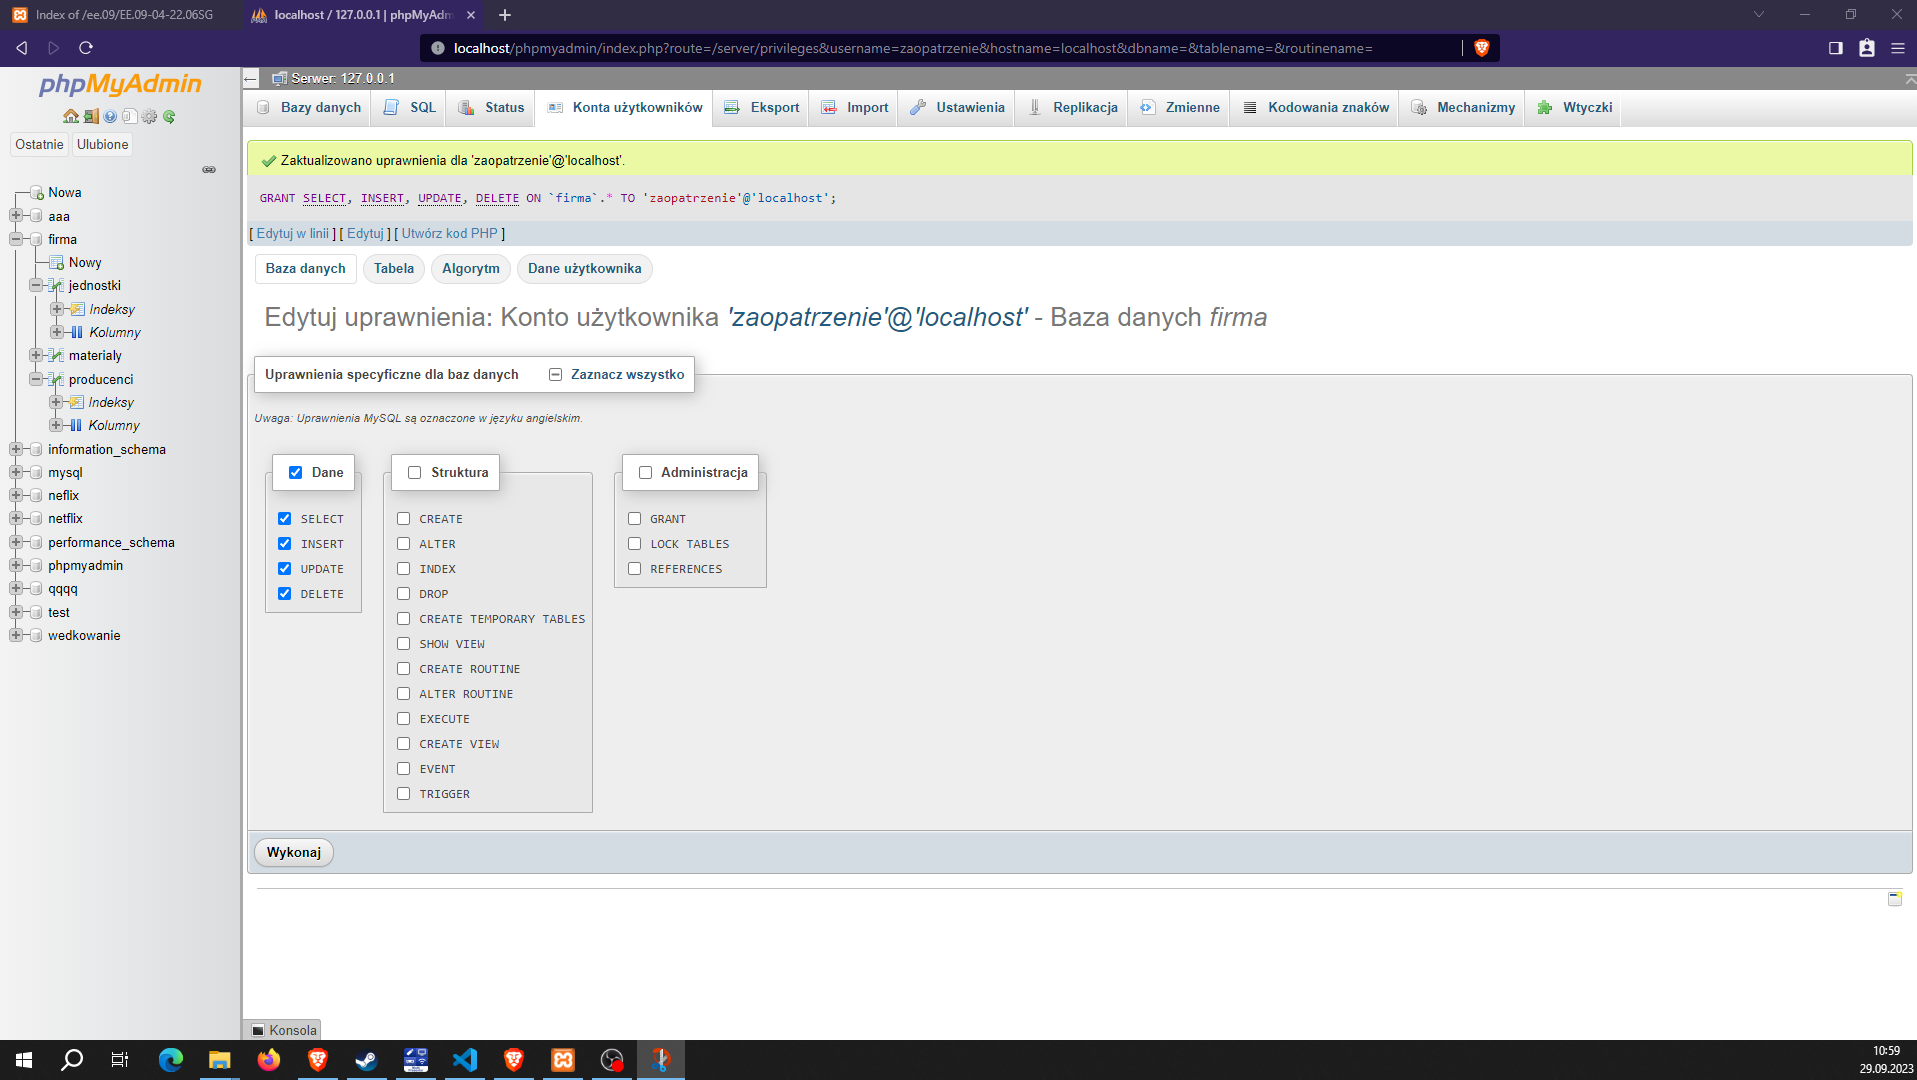 Index of /ee.09/EE.09-04-22.06SG
localhost / 127.0.0.1 | phpMyAdm
localhost/phpmyadmin/index.php?route=/server/privileges&username=zaopatrzenie&hostname=localhost&dbname=&tablename=&routinename=
phpMyAdmin
Ostatnie
Ulubione
Nowa
aaa
firma
Nowy
jednostki
Indeksy
Kolumny
materialy
producenci
Indeksy
Kolumny
information_schema
mysql
neflix
netflix
performance_schema
phpmyadmin
qqqq
test
wedkowanie
Serwer: 127.0.0.1
Bazy danych
SQL
Status
Konta użytkowników
Eksport
Import
Ustawienia
Replikacja
Zmienne
Kodowania znaków
Mechanizmy
Wtyczki
Zaktualizowano uprawnienia dla 'zaopatrzenie'@'localhost'.
GRANT SELECT, INSERT, UPDATE, DELETE ON `firma`.* TO 'zaopatrzenie'@'localhost';
[ Edytuj w linii ] [ Edytuj ] [ Utwórz kod PHP ]
Baza danych
Tabela
Algorytm
Dane użytkownika
Edytuj uprawnienia: Konto użytkownika 'zaopatrzenie'@'localhost' - Baza danych firma
Uprawnienia specyficzne dla baz danych
Zaznacz wszystko
Uwaga: Uprawnienia MySQL są oznaczone w języku angielskim.
Dane
SELECT
INSERT
UPDATE
DELETE
Struktura
CREATE
ALTER
INDEX
DROP
CREATE TEMPORARY TABLES
SHOW VIEW
CREATE ROUTINE
ALTER ROUTINE
EXECUTE
CREATE VIEW
EVENT
TRIGGER
Administracja
GRANT
LOCK TABLES
REFERENCES
Wykonaj
Konsola
10:59
29.09.2023